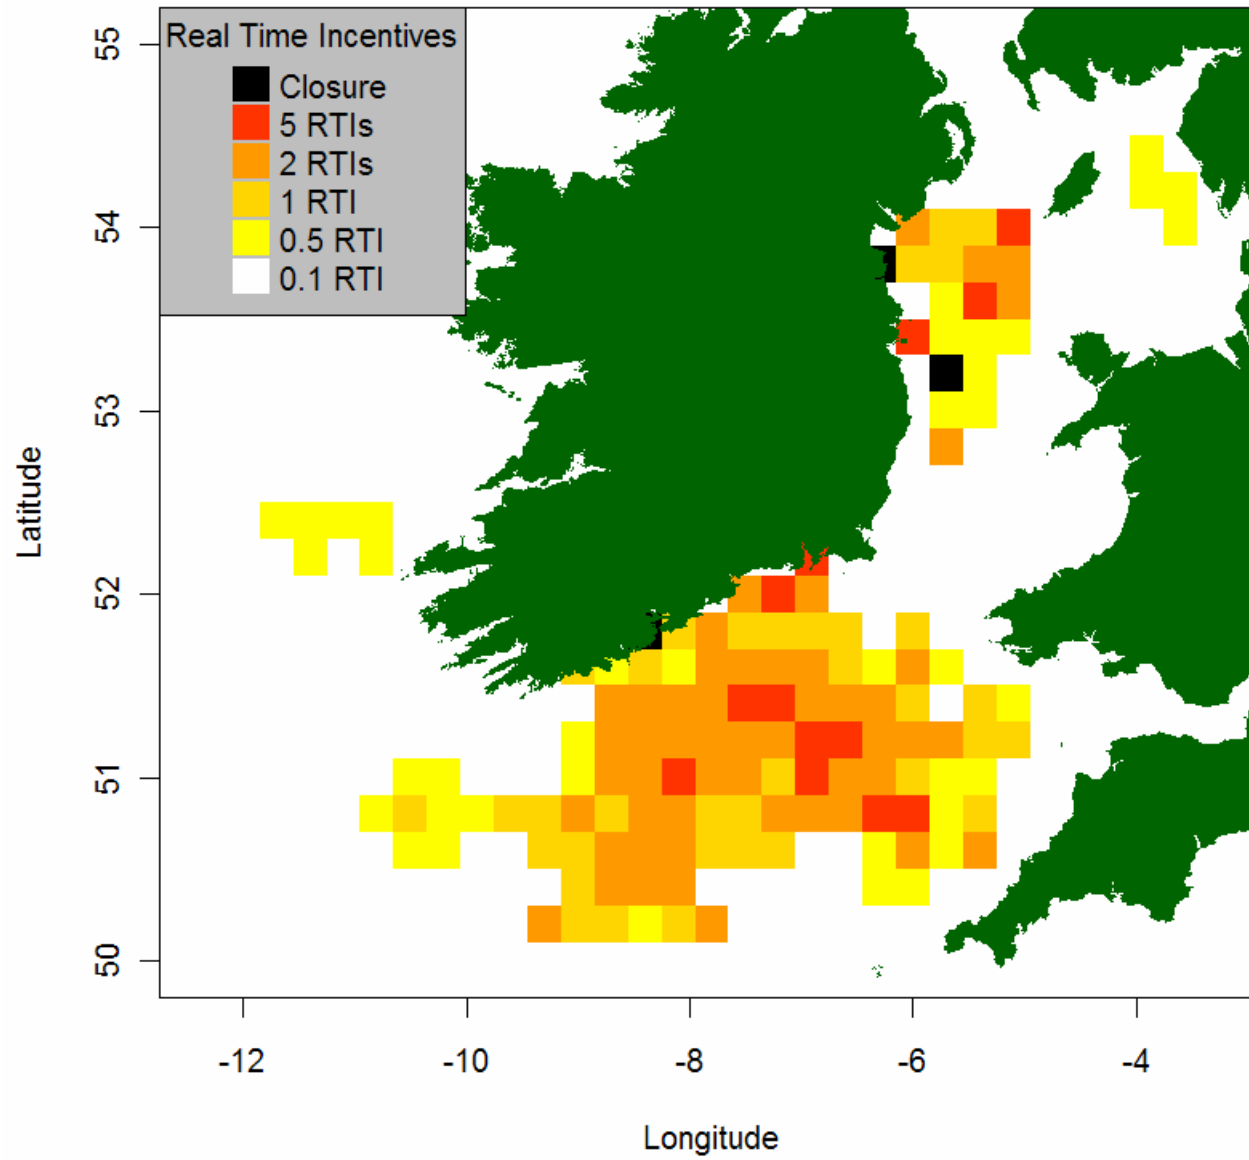 Real Time Incentives
Closure
5 RTIs
2 RTIs
1 RTI
0.5 RTI
0.1 RTI
55
54
53
52
51
50
Latitude
-12 -10 -8 -6 -4
Longitude